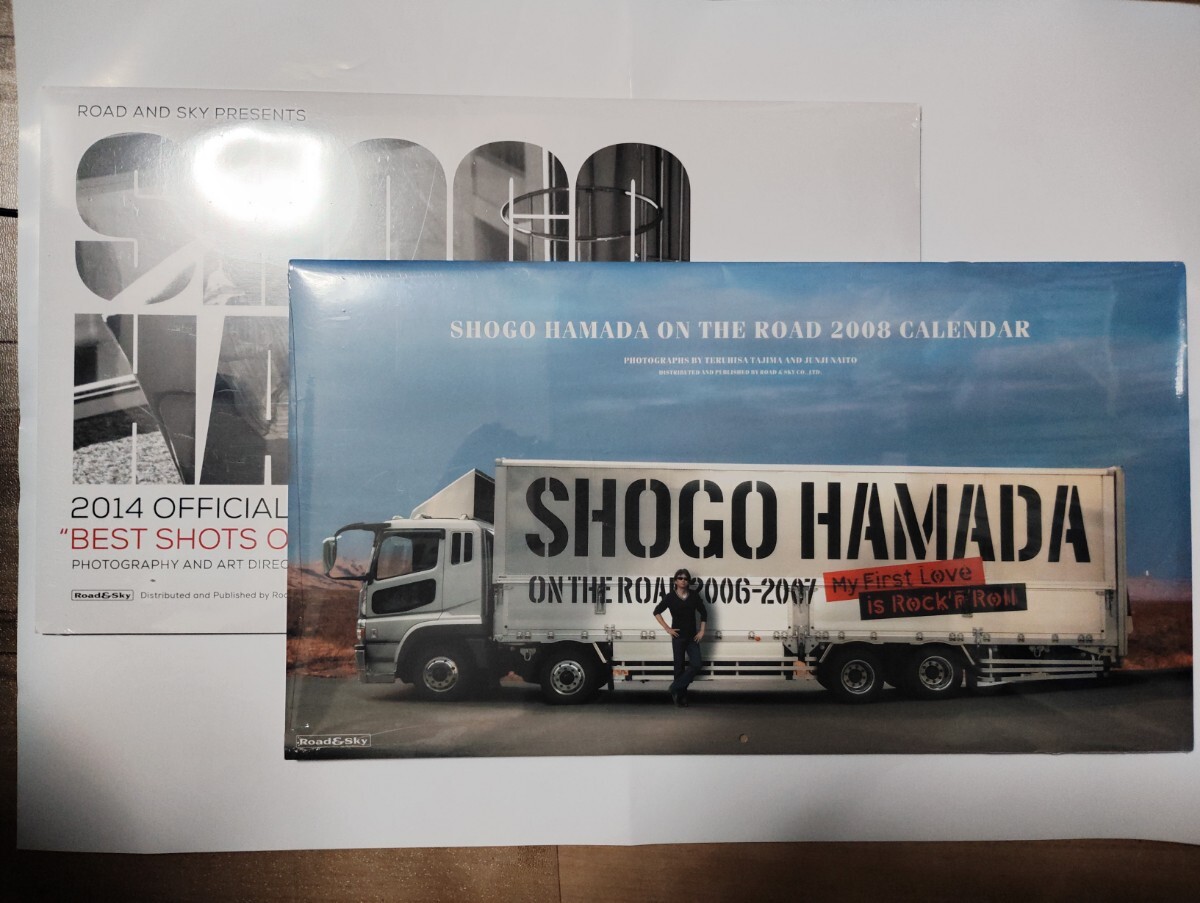 ROAD AND SKY PRESENTS
SHOGO
2014 OFFICIAL
"BEST SHOTS O
PHOTOGRAPHY AND ART DIREC
Road&Sky Distributed and Published by Roa
SHOGO HAMADA ON THE ROAD 2008 CALENDAR
PHOTOGRAPHS BY TERUHISA TAJIMA AND JUNJI NAITO
DISTRIBUTED AND PUBLISHED BY ROAD & SKY CO., LTD.
SHOGO HAMADA
ON THE ROAD 2006-2007
My First Love
is Rock'n'Roll
Road&Sky